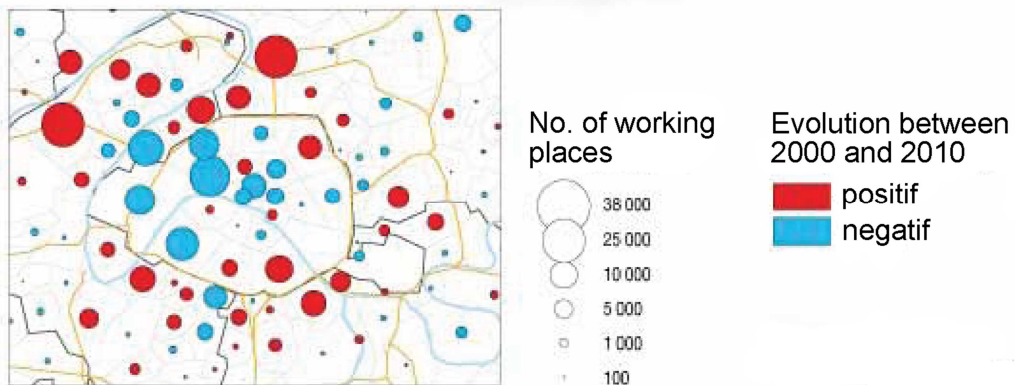 No. of working
places
38 000
25 000
10 000
5 000
1 000
100
Evolution between
2000 and 2010
positif
negatif